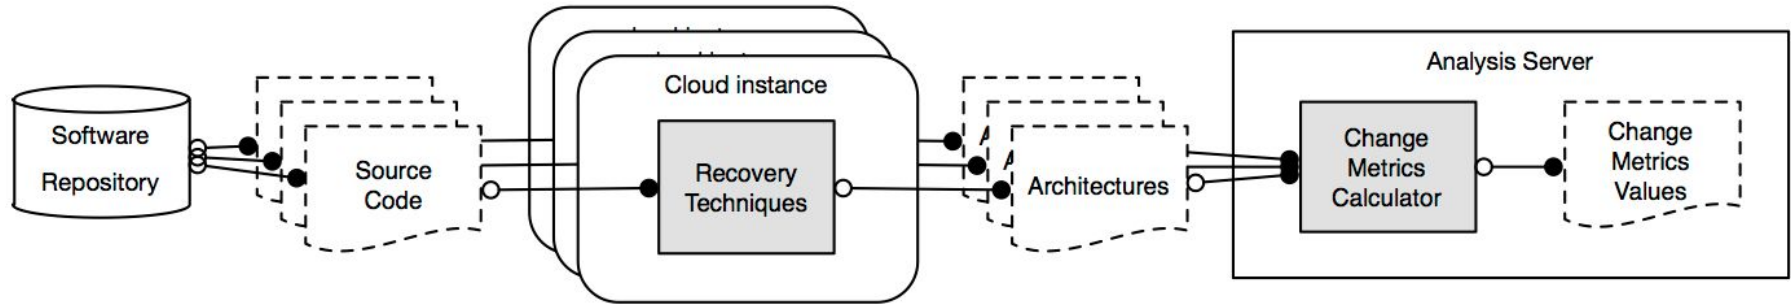 Software
Repository
Source
Code
Cloud instance
Recovery
Techniques
Architectures
Analysis Server
Change
Metrics
Calculator
Change
Metrics
Values